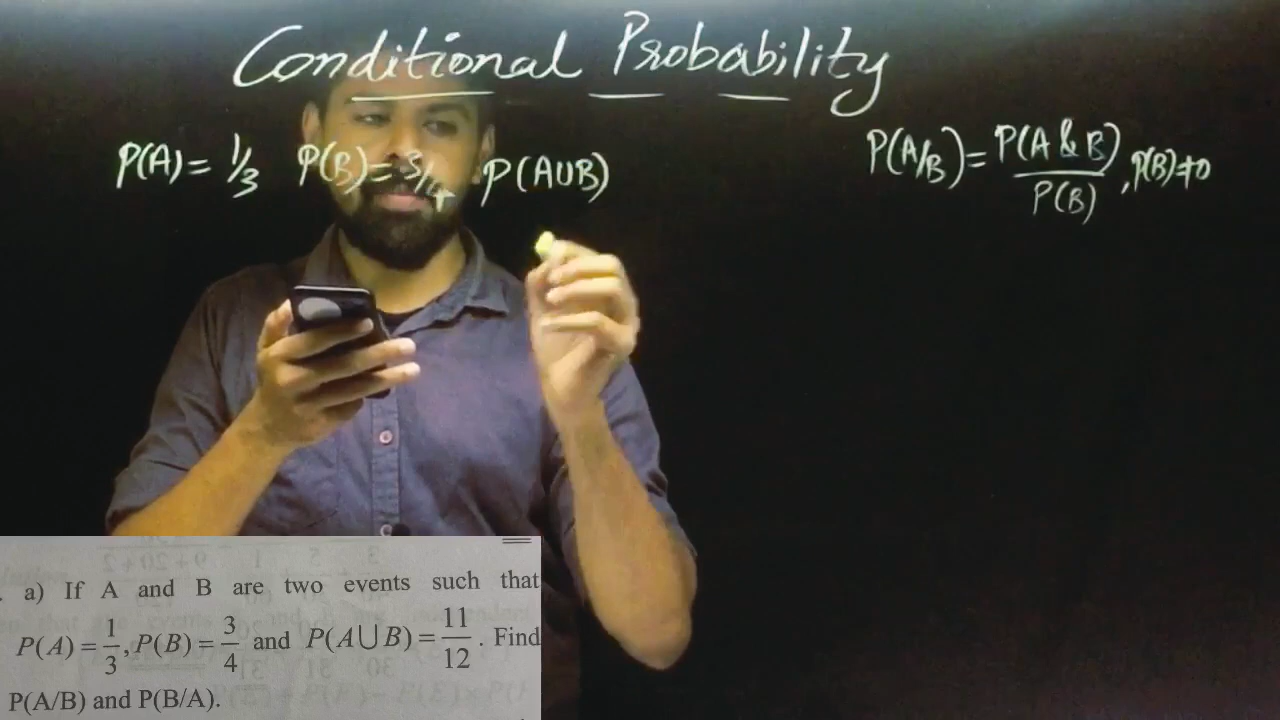 Conditional Probability
P(A) = 1/3 P(B) = 3/4 P(A∪B)
P(A/B) = P(A & B) / P(B), P(B)≠0
a) If A and B are two events such that
P(A) = 1/3, P(B) = 3/4 and P(A∪B) = 11/12 . Find
P(A/B) and P(B/A).